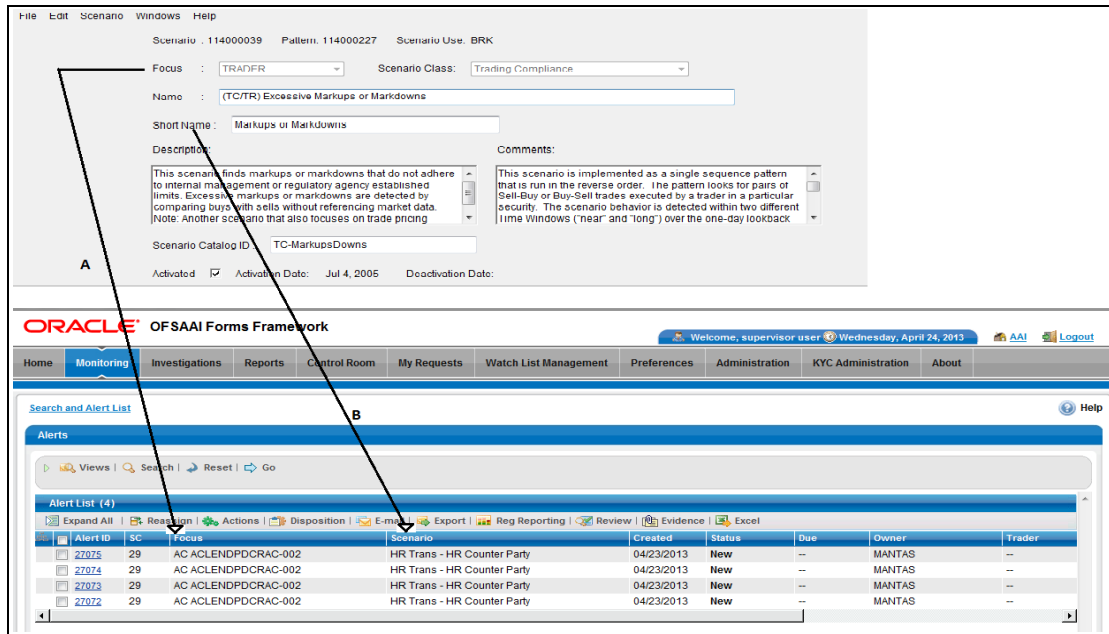 File Edit Scenario Windows Help
Scenario : 114000039 Pattern: 114000227 Scenario Use: BRK
Focus : TRADER Scenario Class: Trading Compliance
Name : (TC/TR) Excessive Markups or Markdowns
Short Name : Markups or Markdowns
Description: Comments:
This scenario finds markups or markdowns that do not adhere
to internal management or regulatory agency established
limits. Excessive markups or markdowns are detected by
comparing buys with sells without referencing market data.
Note: Another scenario that also focuses on trade pricing
This scenario is implemented as a single sequence pattern
that is run in the reverse order. The pattern looks for pairs of
Sell-Buy or Buy-Sell trades executed by a trader in a particular
security. The scenario behavior is detected within two different
Time Windows ("near" and "long") over the one-day lookback
Scenario Catalog ID : TC-MarkupsDowns
A
Activated Activation Date: Jul 4, 2005 Deactivation Date:
ORACLE OFSAAI Forms Framework
Welcome, supervisor user Wednesday, April 24, 2013 AAI Logout
Home Monitoring Investigations Reports Control Room My Requests Watch List Management Preferences Administration KYC Administration About
Search and Alert List Help
B
Alerts
Views | Search | Reset | Go
Alert List (4)
Expand All | Reassign | Actions | Disposition | E-mail | Export | Reg Reporting | Review | Evidence | Excel
Alert ID SC Focus Scenario Created Status Due Owner Trader
27075 29 AC ACLENDPDCRAC-002 HR Trans - HR Counter Party 04/23/2013 New -- MANTAS --
27074 29 AC ACLENDPDCRAC-002 HR Trans - HR Counter Party 04/23/2013 New -- MANTAS --
27073 29 AC ACLENDPDCRAC-002 HR Trans - HR Counter Party 04/23/2013 New -- MANTAS --
27072 29 AC ACLENDPDCRAC-002 HR Trans - HR Counter Party 04/23/2013 New -- MANTAS --